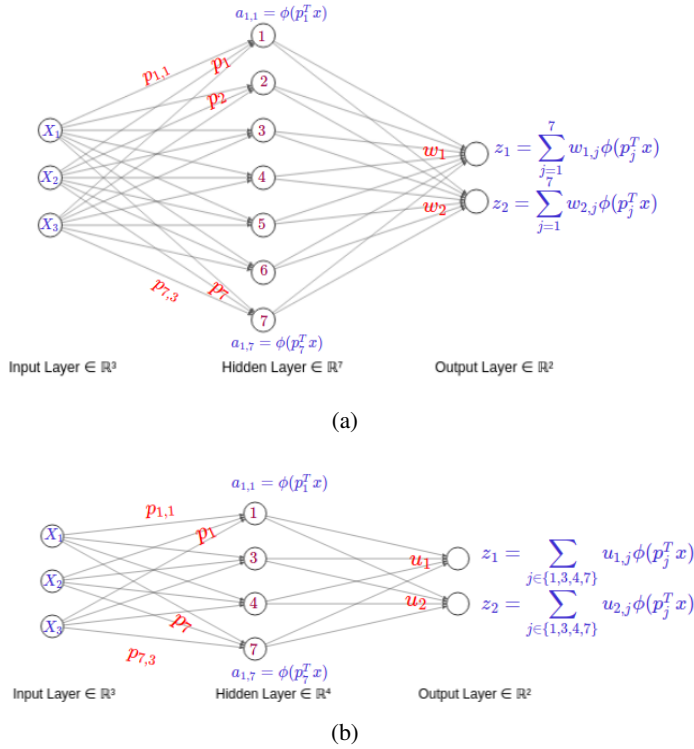 a_{1,1} = ϕ(p_1^T x)
p_{1,1}
p_1
p_2
1
2
3
4
5
6
7
X_1
X_2
X_3
w_1
w_2
z_1 = \sum_{j=1}^{7} w_{1,j} ϕ(p_j^T x)
z_2 = \sum_{j=1}^{7} w_{2,j} ϕ(p_j^T x)
p_{7,3}
p_7
a_{1,7} = ϕ(p_7^T x)
Input Layer ∈ ℝ³
Hidden Layer ∈ ℝ⁷
Output Layer ∈ ℝ²
(a)
a_{1,1} = ϕ(p_1^T x)
p_{1,1}
p_1
1
3
4
7
X_1
X_2
X_3
u_1
u_2
z_1 = \sum_{j∈\{1,3,4,7\}} u_{1,j} ϕ(p_j^T x)
z_2 = \sum_{j∈\{1,3,4,7\}} u_{2,j} ϕ(p_j^T x)
p_7
p_{7,3}
a_{1,7} = ϕ(p_7^T x)
Input Layer ∈ ℝ³
Hidden Layer ∈ ℝ⁴
Output Layer ∈ ℝ²
(b)